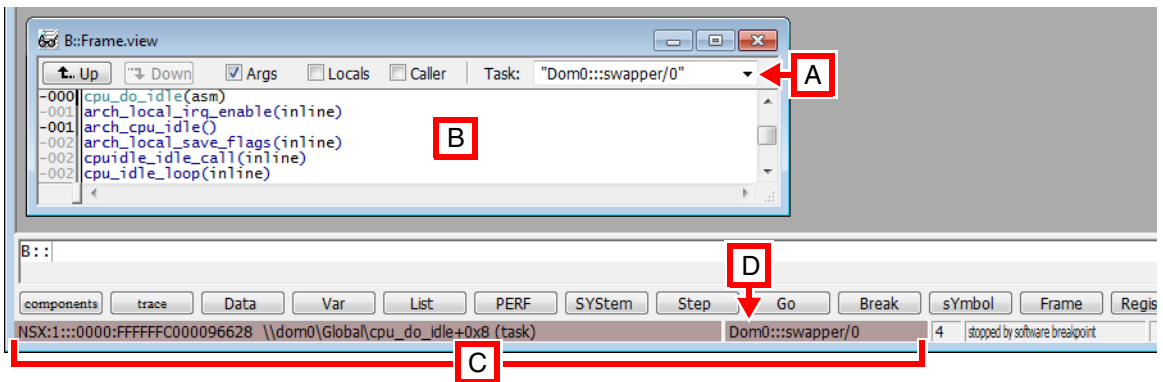 B::Frame.view
Up Down Args Locals Caller Task: "Dom0:::swapper/0" A
-000 cpu_do_idle(asm)
-001 arch_local_irq_enable(inline)
-001 arch_cpu_idle()
-002 arch_local_save_flags(inline)
-002 cpuidle_idle_call(inline)
-002 cpu_idle_loop(inline)
B
B::
D
components trace Data Var List PERF SYStem Step Go Break sYmbol Frame Regis
NSX:1:::0000:FFFFFFC000096628 \\dom0\Global\cpu_do_idle+0x8 (task) Dom0:::swapper/0 4 stopped by software breakpoint
C